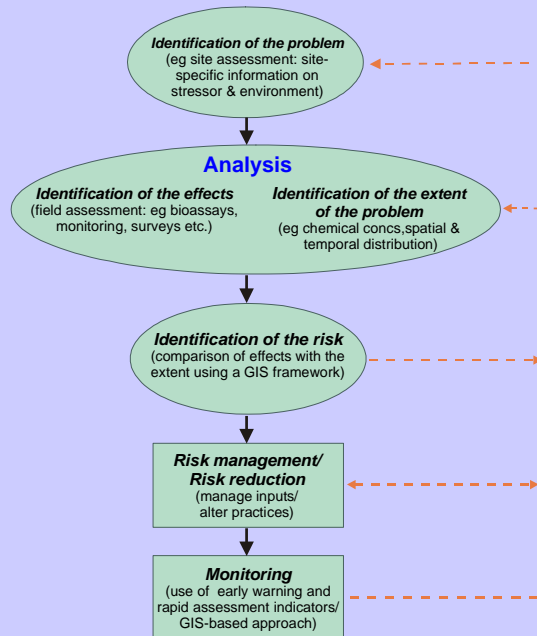 Identification of the problem
(eg site assessment: site-
specific information on
stressor & environment)
Analysis
Identification of the effects
(field assessment: eg bioassays,
monitoring, surveys etc.)
Identification of the extent
of the problem
(eg chemical concs,spatial &
temporal distribution)
Identification of the risk
(comparison of effects with the
extent using a GIS framework)
Risk management/
Risk reduction
(manage inputs/
alter practices)
Monitoring
(use of early warning and
rapid assessment indicators/
GIS-based approach)